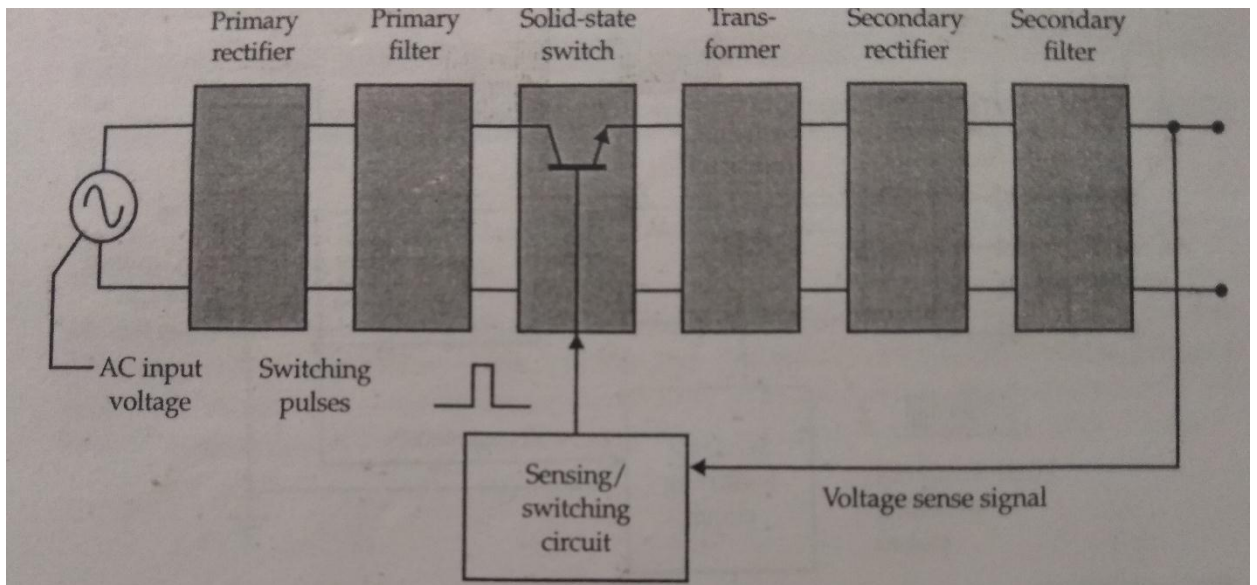 Primary
rectifier
Primary
filter
Solid-state
switch
Trans-
former
Secondary
rectifier
Secondary
filter
AC input
voltage
Switching
pulses
Sensing/
switching
circuit
Voltage sense signal